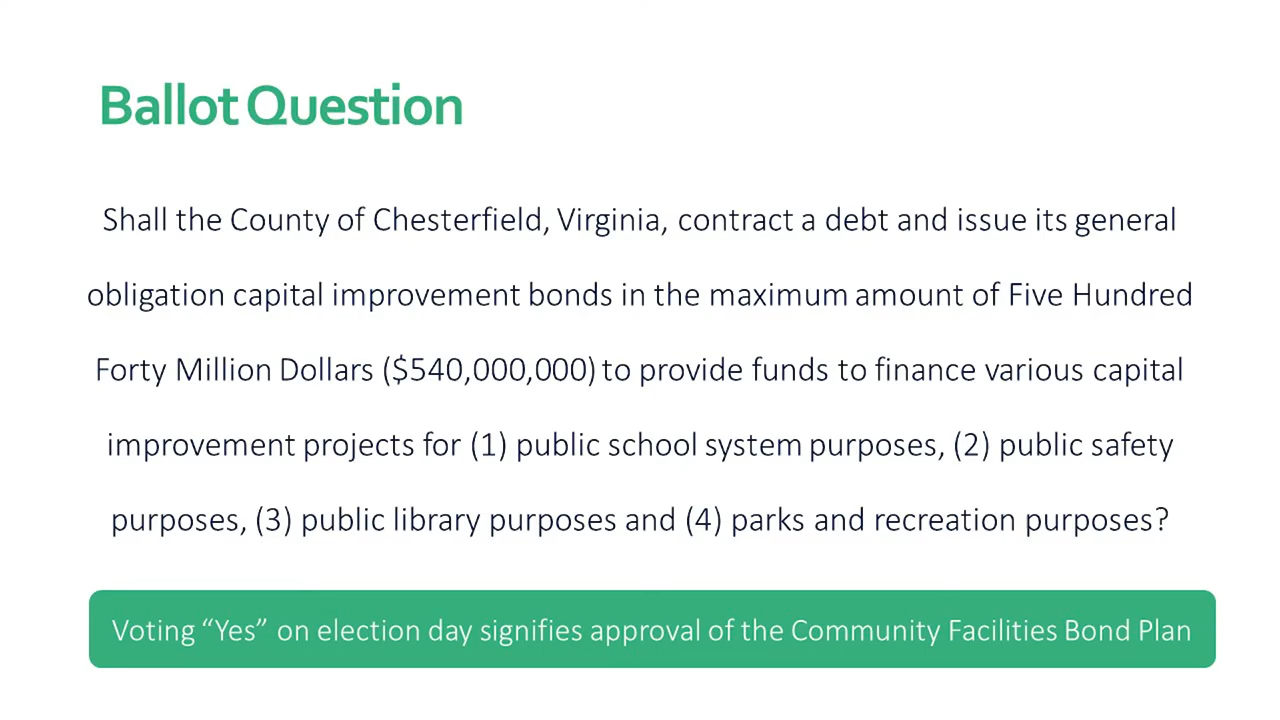 Ballot Question
Shall the County of Chesterfield, Virginia, contract a debt and issue its general
obligation capital improvement bonds in the maximum amount of Five Hundred
Forty Million Dollars ($540,000,000) to provide funds to finance various capital
improvement projects for (1) public school system purposes, (2) public safety
purposes, (3) public library purposes and (4) parks and recreation purposes?
Voting “Yes” on election day signifies approval of the Community Facilities Bond Plan